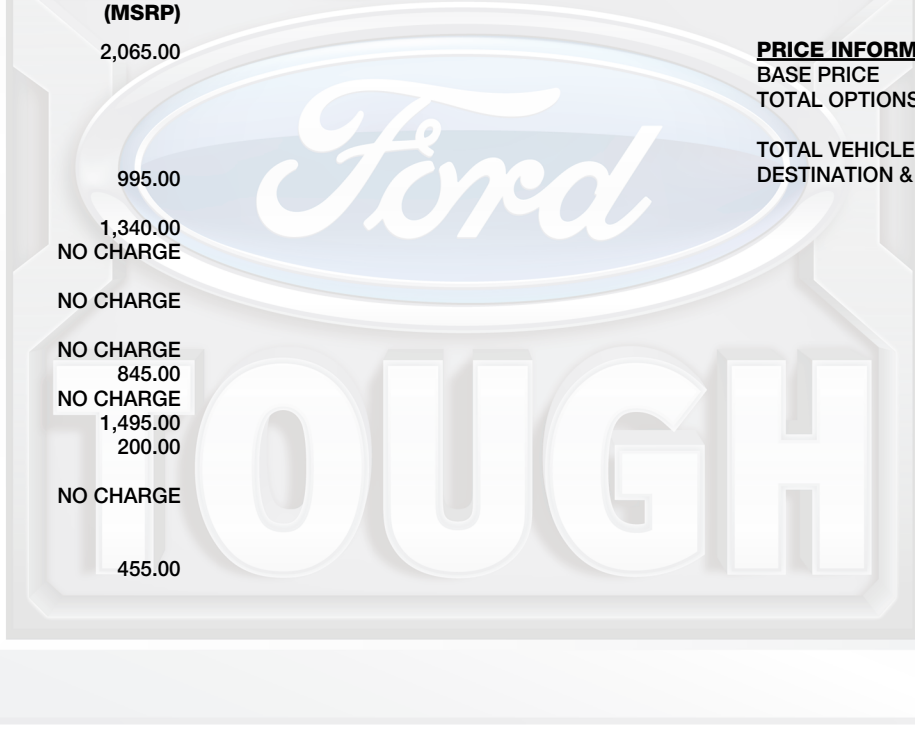 (MSRP)
2,065.00
995.00
1,340.00
NO CHARGE
NO CHARGE
NO CHARGE
845.00
NO CHARGE
1,495.00
200.00
NO CHARGE
455.00
PRICE INFORM
BASE PRICE
TOTAL OPTIONS
TOTAL VEHICLE
DESTINATION &
Ford
TOUGH